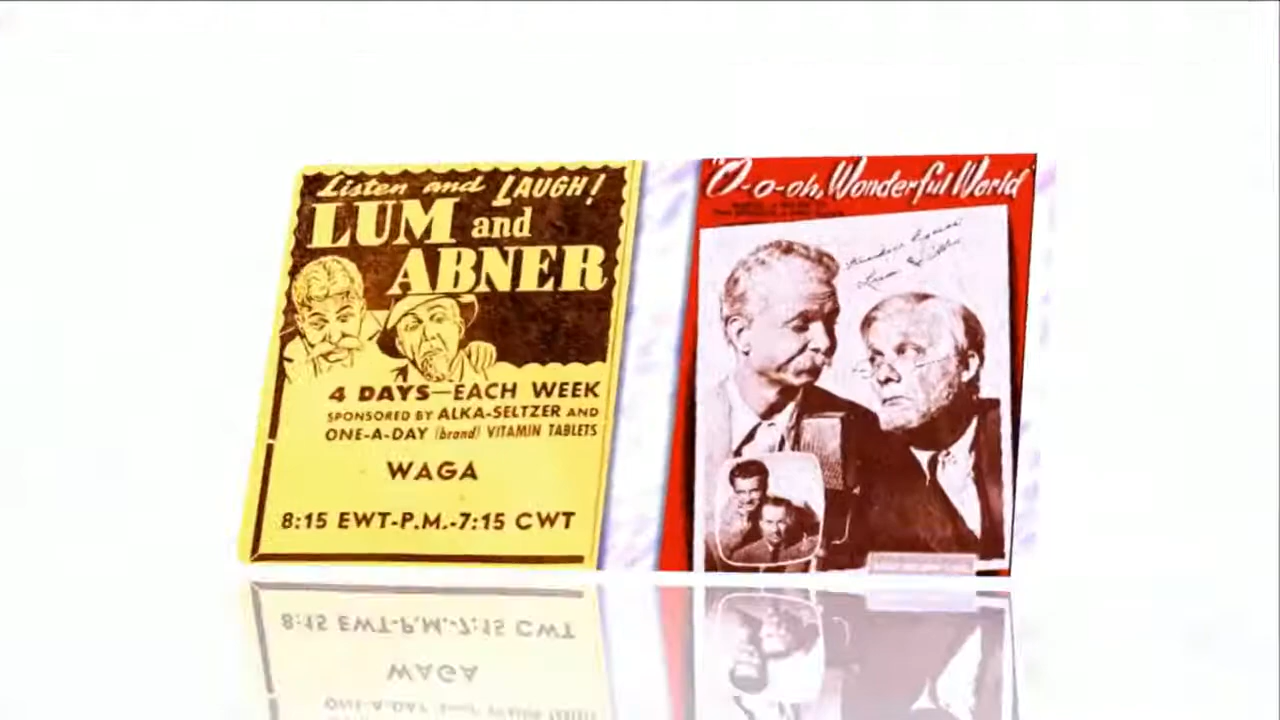 Listen and LAUGH!
LUM and
ABNER
4 DAYS—EACH WEEK
SPONSORED BY ALKA-SELTZER AND
ONE-A-DAY (brand) VITAMIN TABLETS
WAGA
8:15 EWT-P.M.-7:15 CWT
"O-o-oh, Wonderful World